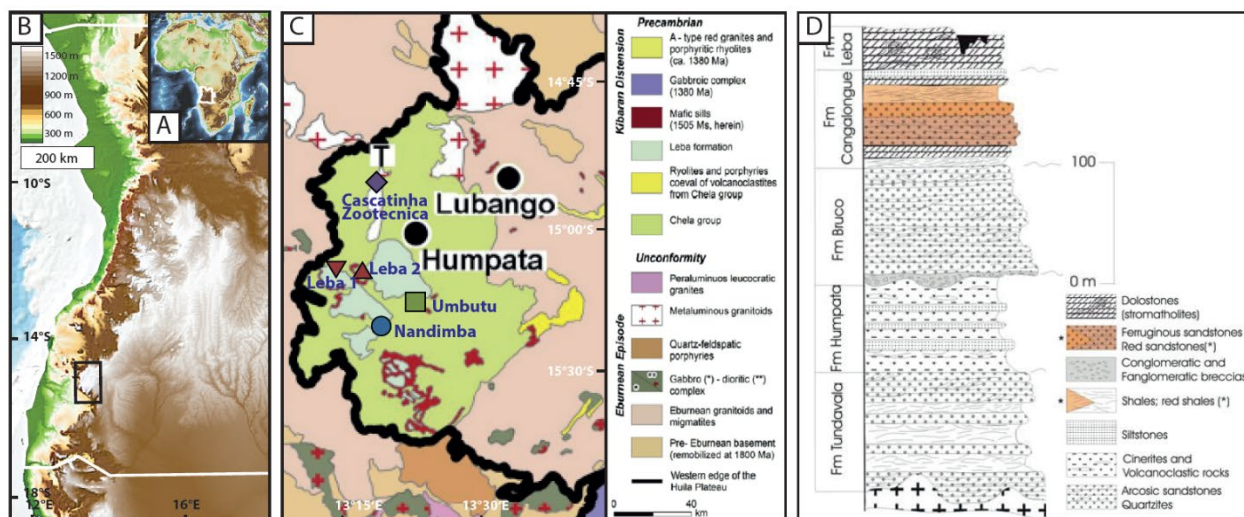 B
1500 m
1200 m
900 m
600 m
300 m
200 km
A
10°S
14°S
18°S
12°E
16°E
C
T
Cascatinha
Zootecnica
Lubango
Humpata
Leba 1
Leba 2
Umbutu
Nandimba
14°45'S
15°00'S
15°30'S
13°15'E
13°30'E
Precambrian
Kibaran Distension
A - type red granites and
porphyritic rhyolites
(ca. 1380 Ma)
Gabbroic complex
(1380 Ma)
Mafic sills
(1505 Ms, herein)
Leba formation
Ryolites and porphyries
coeval of volcanoclastites
from Chela group
Chela group
Unconformity
Eburnean Episode
Peraluminuos leucocratic
granites
Metaluminous granitoids
Quartz-feldspatic
porphyries
Gabbro (*) - dioritic (**)
complex
Eburnean granitoids and
migmatites
Pre- Eburnean basement
(remobilized at 1800 Ma)
Western edge of the
Huila Plateau
0 40
km
D
Fm
Leba
Fm
Cangalongue
Fm Bruco
Fm Humpata
Fm Tundavala
100
0 m
Dolostones
(stromatholites)
* Ferruginous sandstones
Red sandstones(*)
Conglomeratic and
Fanglomeratic breccias
* Shales; red shales (*)
Siltstones
Cinerites and
Volcanoclastic rocks
Arcosic sandstones
Quartzites